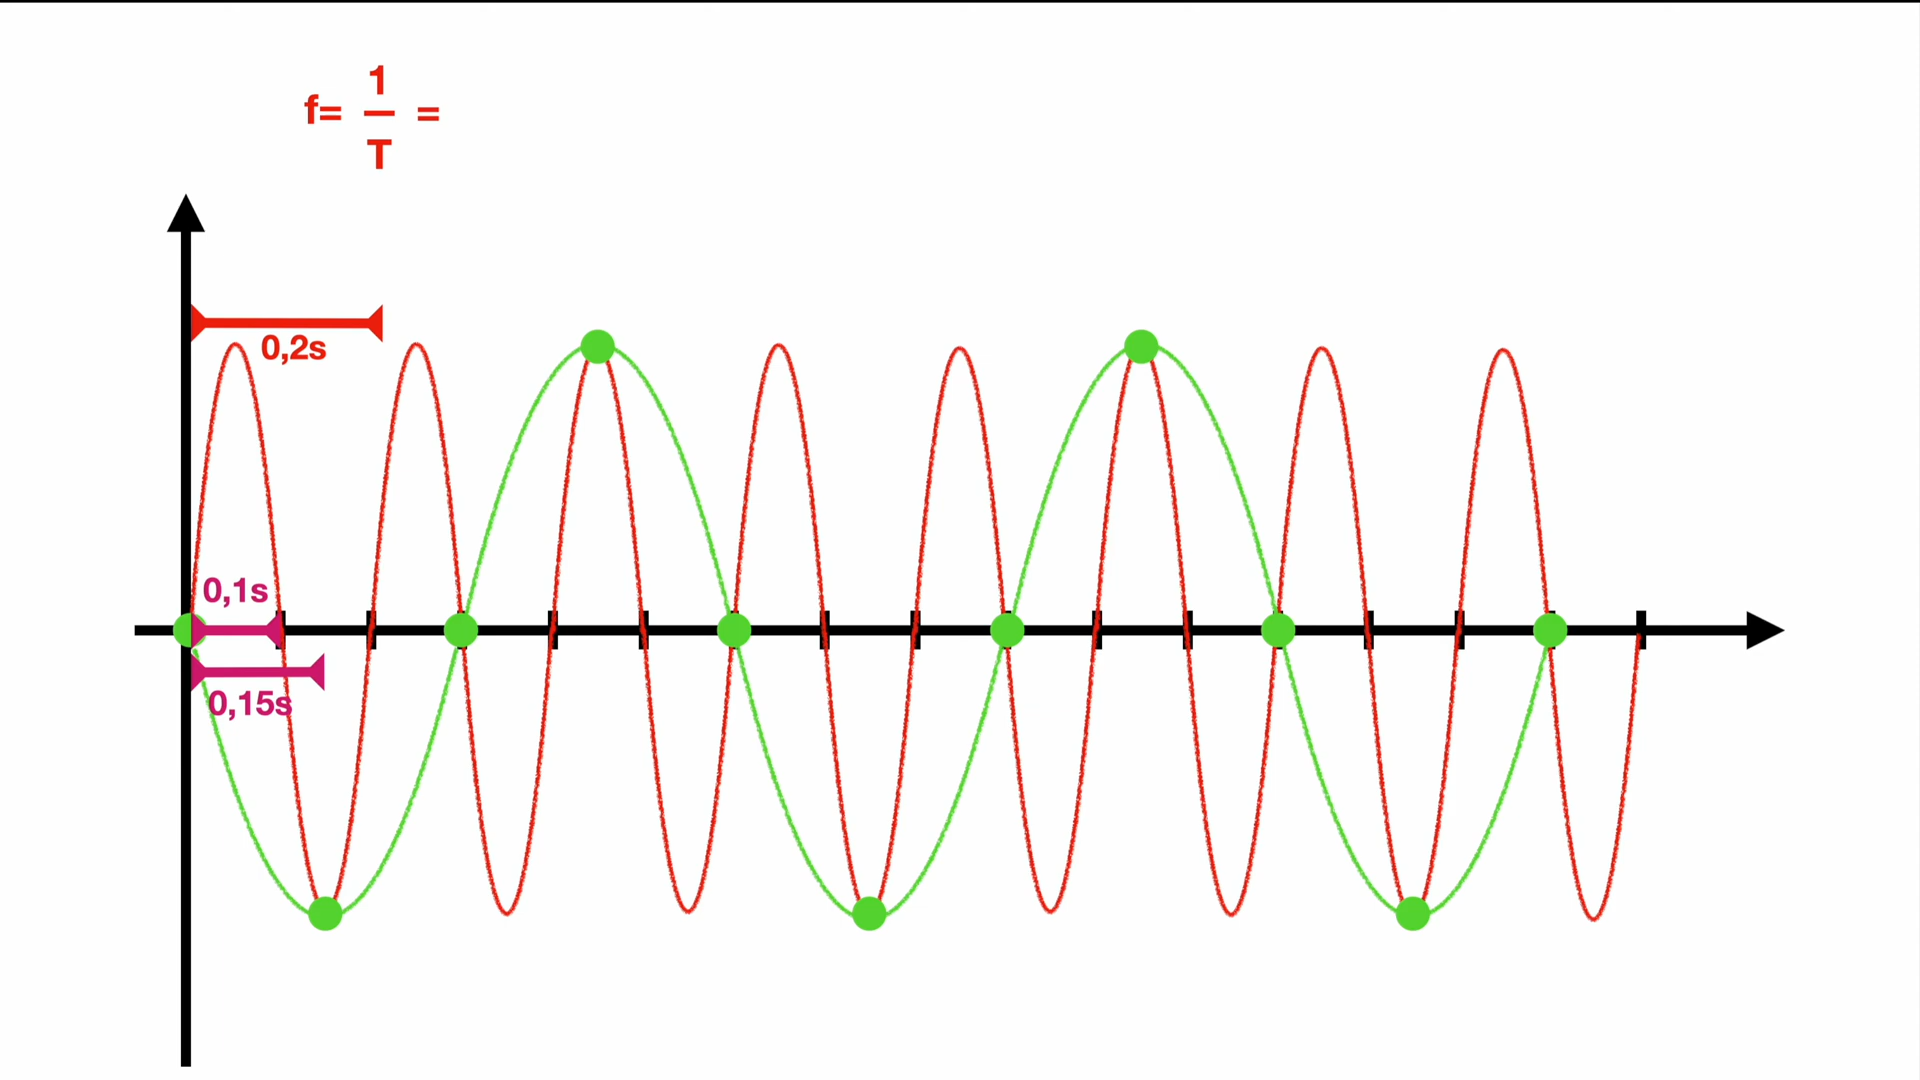 f= 1/T =
0,2s
0,1s
0,15s